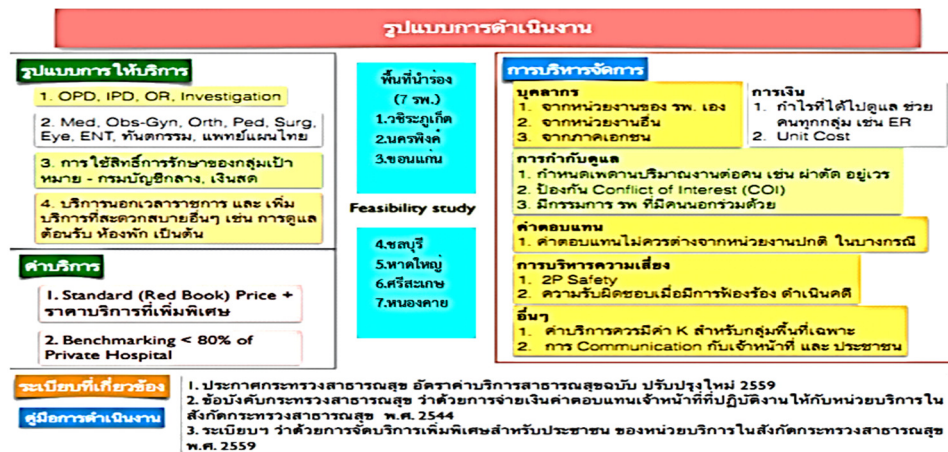 รูปแบบการดำเนินงาน
รูปแบบการให้บริการ
1. OPD, IPD, OR, Investigation
2. Med, Obs-Gyn, Orth, Ped, Surg,
Eye, ENT, ทันตกรรม, แพทย์แผนไทย
3. การใช้สิทธิ์การรักษาของกลุ่มเป้า
หมาย - กรมบัญชีกลาง, เงินสด
4. บริการนอกเวลาราชการ และ เพิ่ม
บริการที่สะดวกสบายอื่นๆ เช่น การดูแล
ต้อนรับ ห้องพัก เป็นต้น
ค่าบริการ
1. Standard (Red Book) Price +
ราคาบริการที่เพิ่มพิเศษ
2. Benchmarking < 80% of
Private Hospital
พื้นที่นำร่อง
(7 รพ.)
1.วชิระภูเก็ต
2.นครพิงค์
3.ขอนแก่น
Feasibility study
4.ชลบุรี
5.หาดใหญ่
6.ศรีสะเกษ
7.หนองคาย
การบริหารจัดการ
บุคลากร
1. จากหน่วยงานของ รพ. เอง
2. จากหน่วยงานอื่น
3. จากภาคเอกชน
การเงิน
1. กำไรที่ได้ไปดูแล ช่วย
คนทุกกลุ่ม เช่น ER
2. Unit Cost
การกำกับดูแล
1. กำหนดเพดานปริมาณงานต่อคน เช่น ผ่าตัด อยู่เวร
2. ป้องกัน Conflict of Interest (COI)
3. มีกรรมการ รพ ที่มีคนนอกร่วมด้วย
ค่าตอบแทน
1. ค่าตอบแทนไม่ควรต่างจากหน่วยงานปกติ ในบางกรณี
การบริหารความเสี่ยง
1. 2P Safety
2. ความรับผิดชอบเมื่อมีการฟ้องร้อง ดำเนินคดี
อื่นๆ
1. ค่าบริการควรมีค่า K สำหรับกลุ่มพื้นที่เฉพาะ
2. การ Communication กับเจ้าหน้าที่ และ ประชาชน
ระเบียบที่เกี่ยวข้อง
คู่มือการดำเนินงาน
1. ประกาศกระทรวงสาธารณสุข อัตราค่าบริการสาธารณสุขฉบับ ปรับปรุงใหม่ 2559
2. ข้อบังคับกระทรวงสาธารณสุข ว่าด้วยการจ่ายเงินค่าตอบแทนเจ้าหน้าที่ที่ปฏิบัติงานให้กับหน่วยบริการใน
สังกัดกระทรวงสาธารณสุข พ.ศ. 2544
3. ระเบียบฯ ว่าด้วยการจัดบริการเพิ่มพิเศษสำหรับประชาชน ของหน่วยบริการในสังกัดกระทรวงสาธารณสุข
พ.ศ. 2559